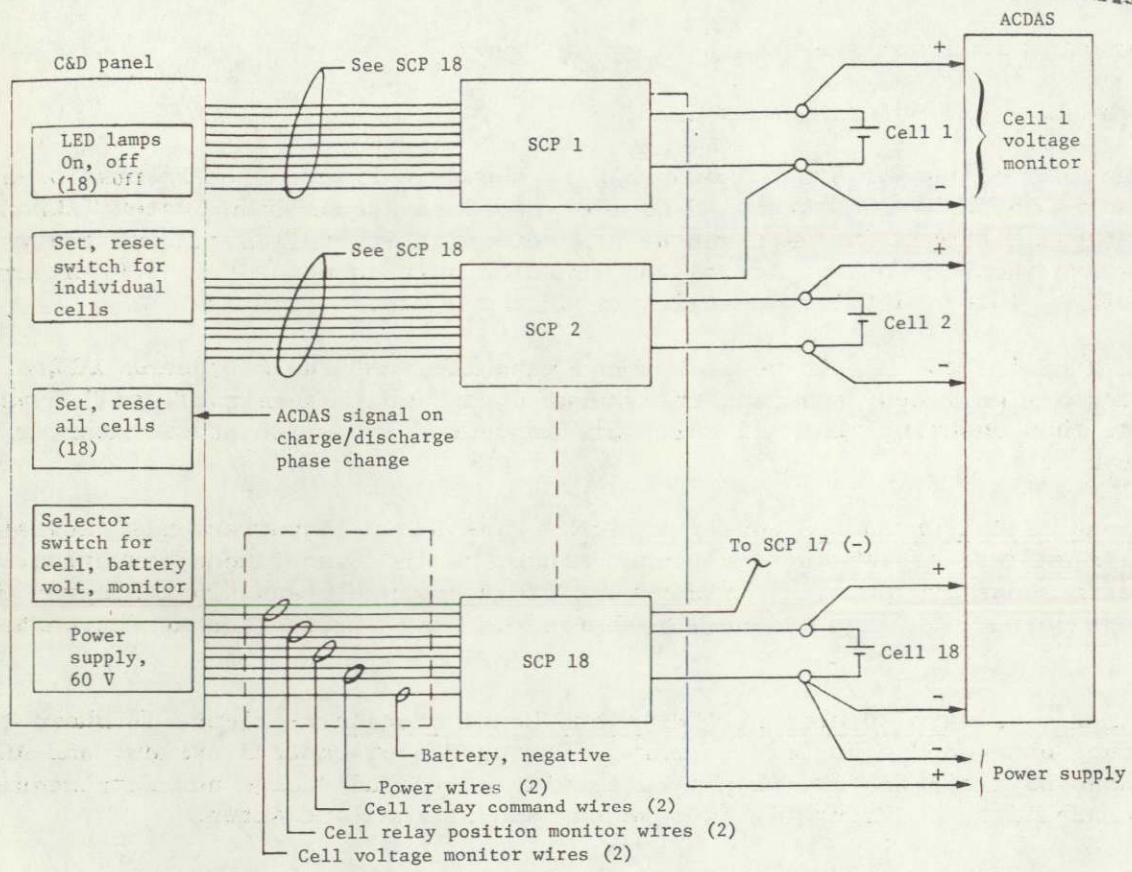 ACDAS
C&D panel
See SCP 18
LED lamps
On, off
(18) off
SCP 1
Cell 1
+
-
Cell 1
voltage
monitor
Set, reset
switch for
individual
cells
See SCP 18
SCP 2
Cell 2
+
-
Set, reset
all cells
(18)
ACDAS signal on
charge/discharge
phase change
Selector
switch for
cell, battery
volt, monitor
To SCP 17 (-)
Power
supply,
60 V
SCP 18
Cell 18
+
-
-
+
Power supply
Battery, negative
Power wires (2)
Cell relay command wires (2)
Cell relay position monitor wires (2)
Cell voltage monitor wires (2)